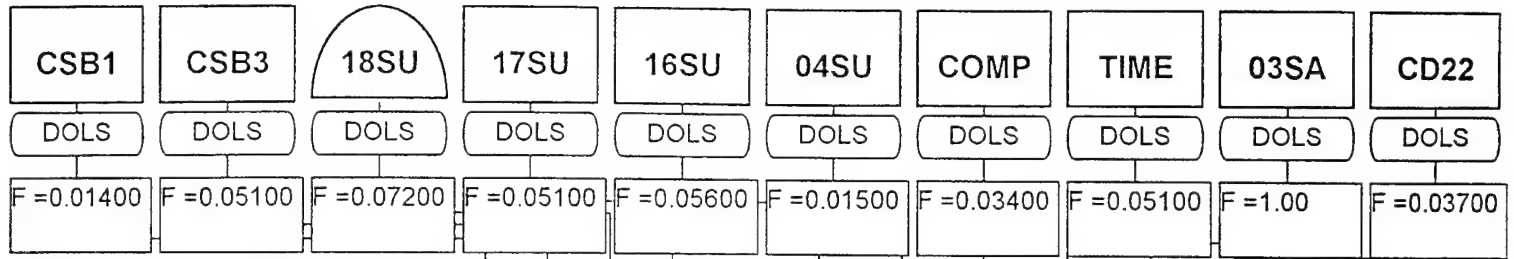 CSB1 CSB3 18SU 17SU 16SU 04SU COMP TIME 03SA CD22
DOLS DOLS DOLS DOLS DOLS DOLS DOLS DOLS DOLS DOLS
F =0.01400 F =0.05100 F =0.07200 F =0.05100 F =0.05600 F =0.01500 F =0.03400 F =0.05100 F =1.00 F =0.03700